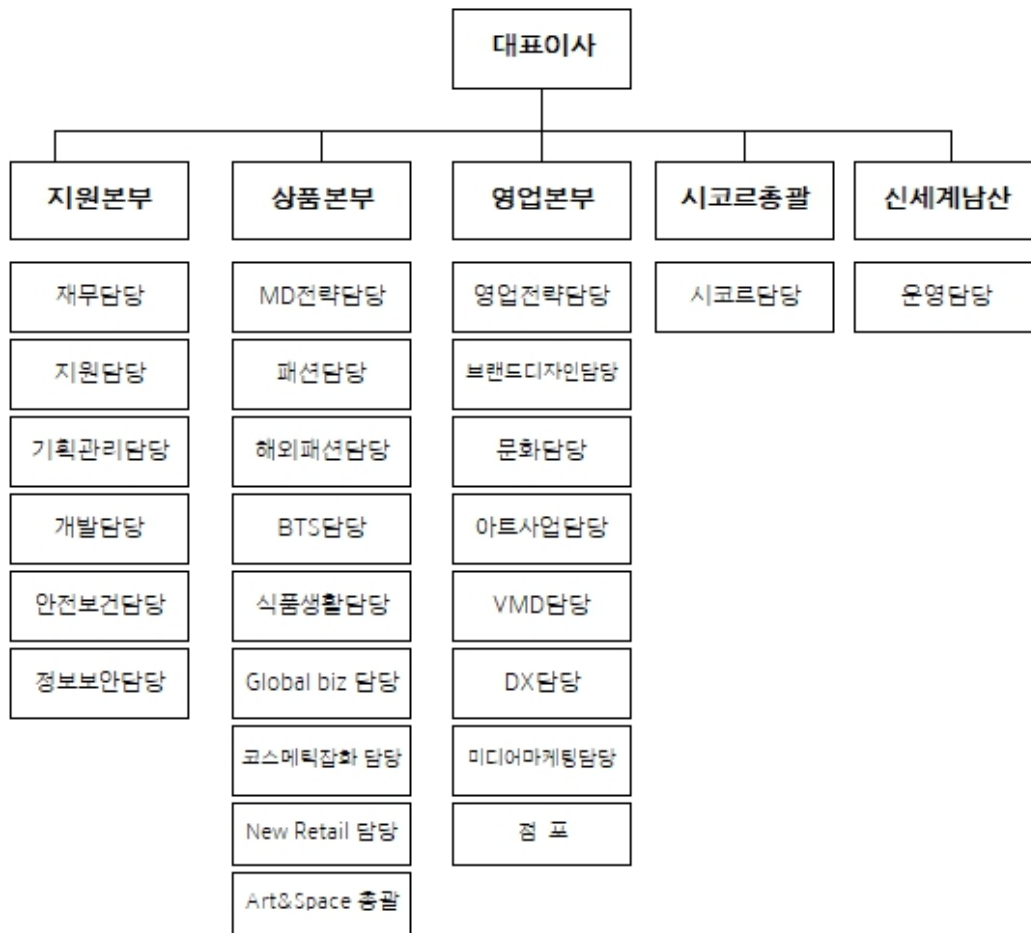 대표이사
지원본부
상품본부
영업본부
시코르총괄
신세계남산
재무담당
MD전략담당
영업전략담당
시코르담당
운영담당
지원담당
패션담당
브랜드디자인담당
기획관리담당
해외패션담당
문화담당
개발담당
BTS담당
아트사업담당
안전보건담당
식품생활담당
VMD담당
정보보안담당
Global biz 담당
DX담당
코스메틱잡화 담당
미디어마케팅담당
New Retail 담당
점 포
Art&Space 총괄